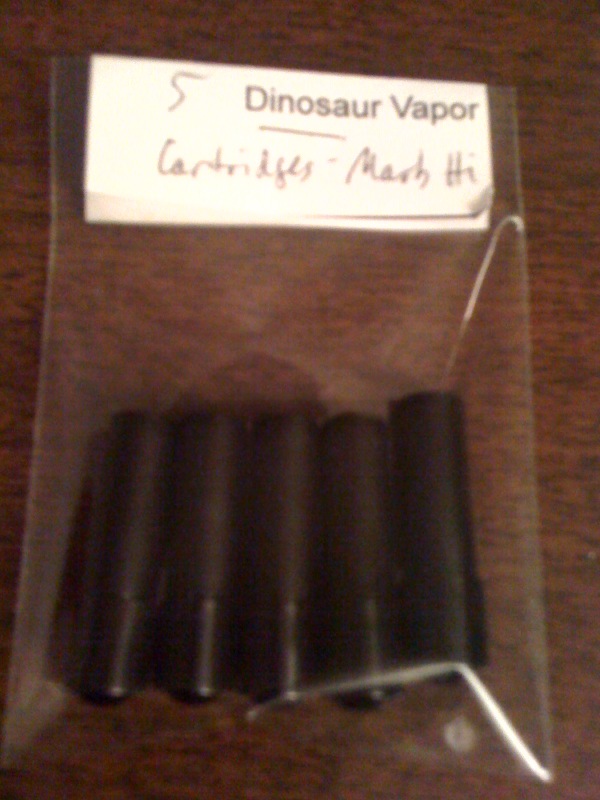 5 Dinosaur Vapor
Cartridges - Marb Hi